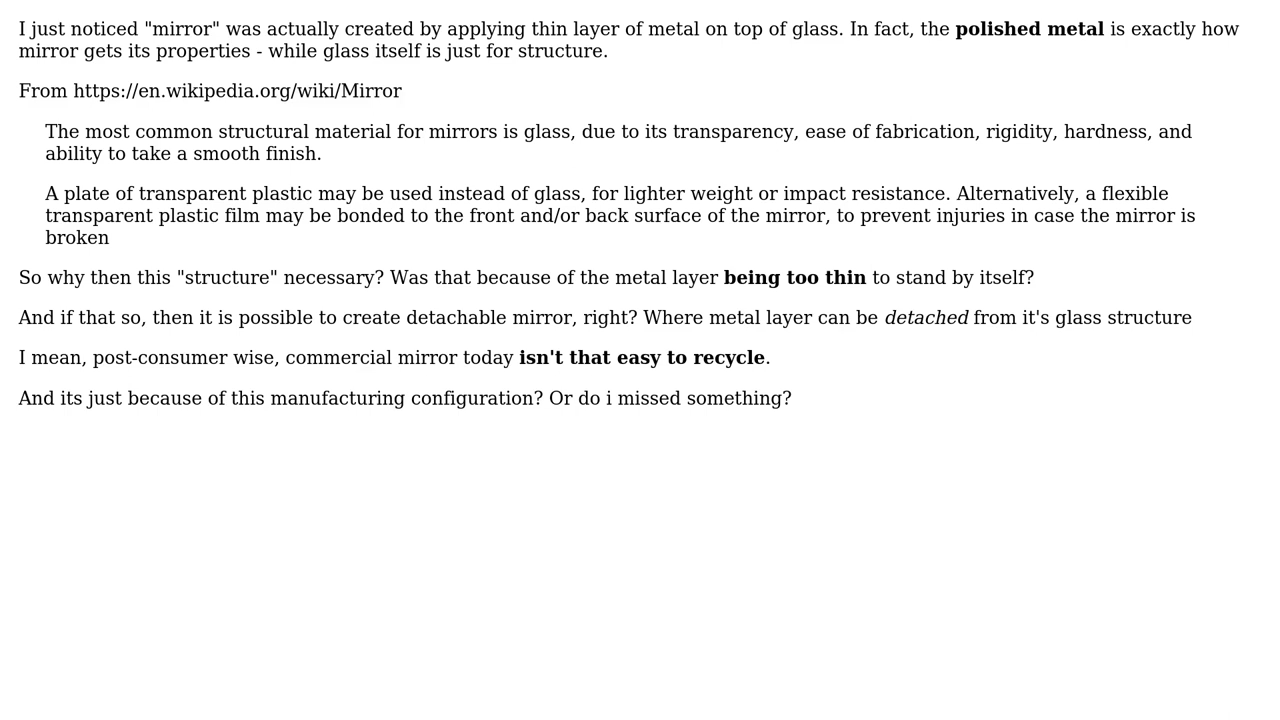 I just noticed "mirror" was actually created by applying thin layer of metal on top of glass. In fact, the polished metal is exactly how
mirror gets its properties - while glass itself is just for structure.
From https://en.wikipedia.org/wiki/Mirror
The most common structural material for mirrors is glass, due to its transparency, ease of fabrication, rigidity, hardness, and
ability to take a smooth finish.
A plate of transparent plastic may be used instead of glass, for lighter weight or impact resistance. Alternatively, a flexible
transparent plastic film may be bonded to the front and/or back surface of the mirror, to prevent injuries in case the mirror is
broken
So why then this "structure" necessary? Was that because of the metal layer being too thin to stand by itself?
And if that so, then it is possible to create detachable mirror, right? Where metal layer can be detached from it's glass structure
I mean, post-consumer wise, commercial mirror today isn't that easy to recycle.
And its just because of this manufacturing configuration? Or do i missed something?